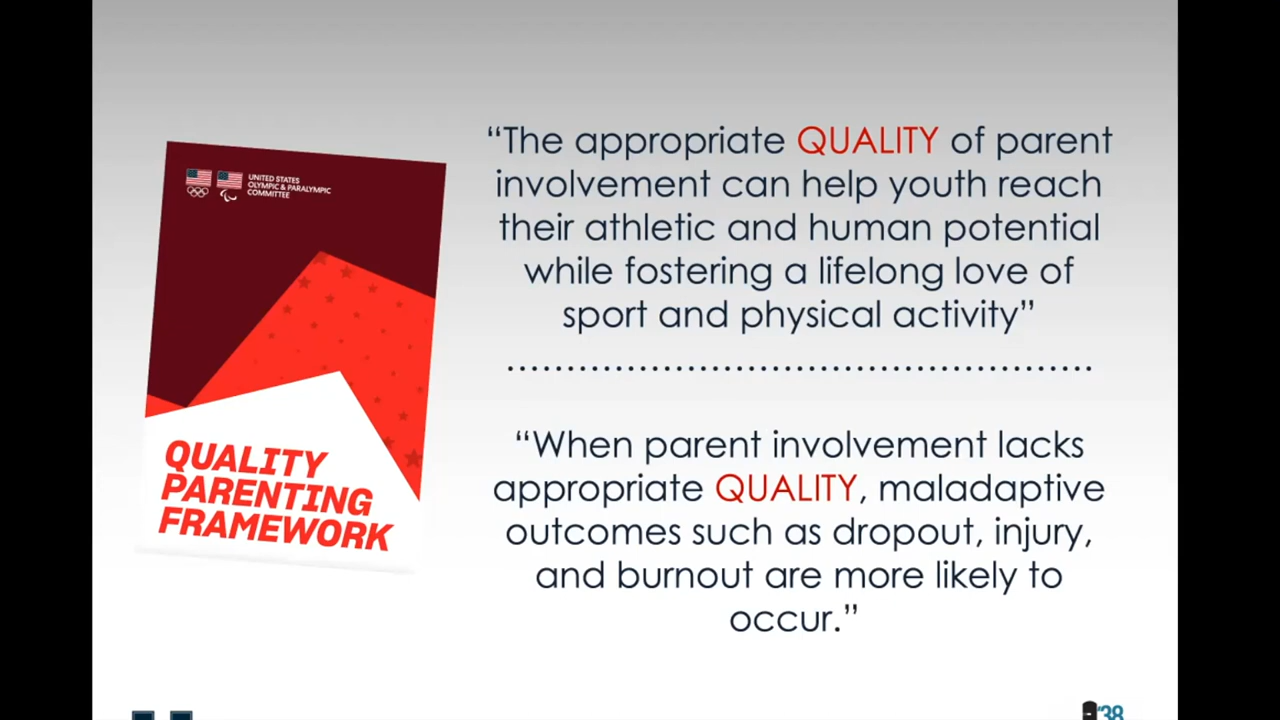 UNITED STATES
OLYMPIC & PARALYMPIC
COMMITTEE
QUALITY
PARENTING
FRAMEWORK
“The appropriate QUALITY of parent
involvement can help youth reach
their athletic and human potential
while fostering a lifelong love of
sport and physical activity”
“When parent involvement lacks
appropriate QUALITY, maladaptive
outcomes such as dropout, injury,
and burnout are more likely to
occur.”
'38